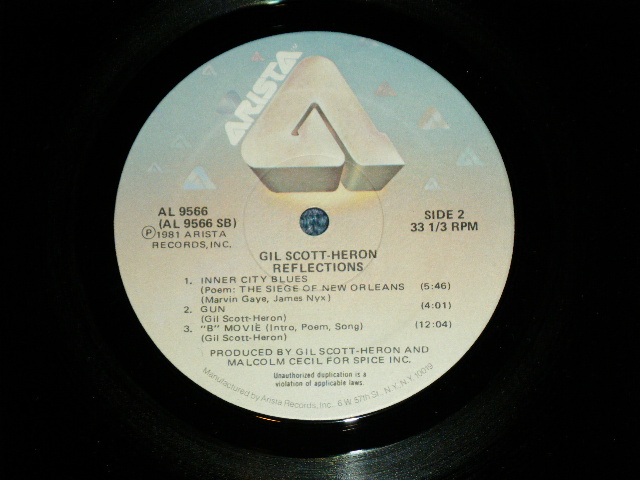 ARISTA
AL 9566
(AL 9566 SB)
Ⓟ1981 ARISTA
RECORDS, INC.
SIDE 2
33 1/3 RPM
GIL SCOTT-HERON
REFLECTIONS
1. INNER CITY BLUES
(Poem: THE SIEGE OF NEW ORLEANS (5:46)
(Marvin Gaye, James Nyx)
2. GUN (4:01)
(Gil Scott-Heron)
3. "B" MOVIE (Intro, Poem, Song) (12:04)
(Gil Scott-Heron)
PRODUCED BY GIL SCOTT-HERON AND
MALCOLM CECIL FOR SPICE INC.
Unauthorized duplication is a
violation of applicable laws.
Manufactured by Arista Records, Inc., 6 W 57th St., N.Y., N.Y. 10019